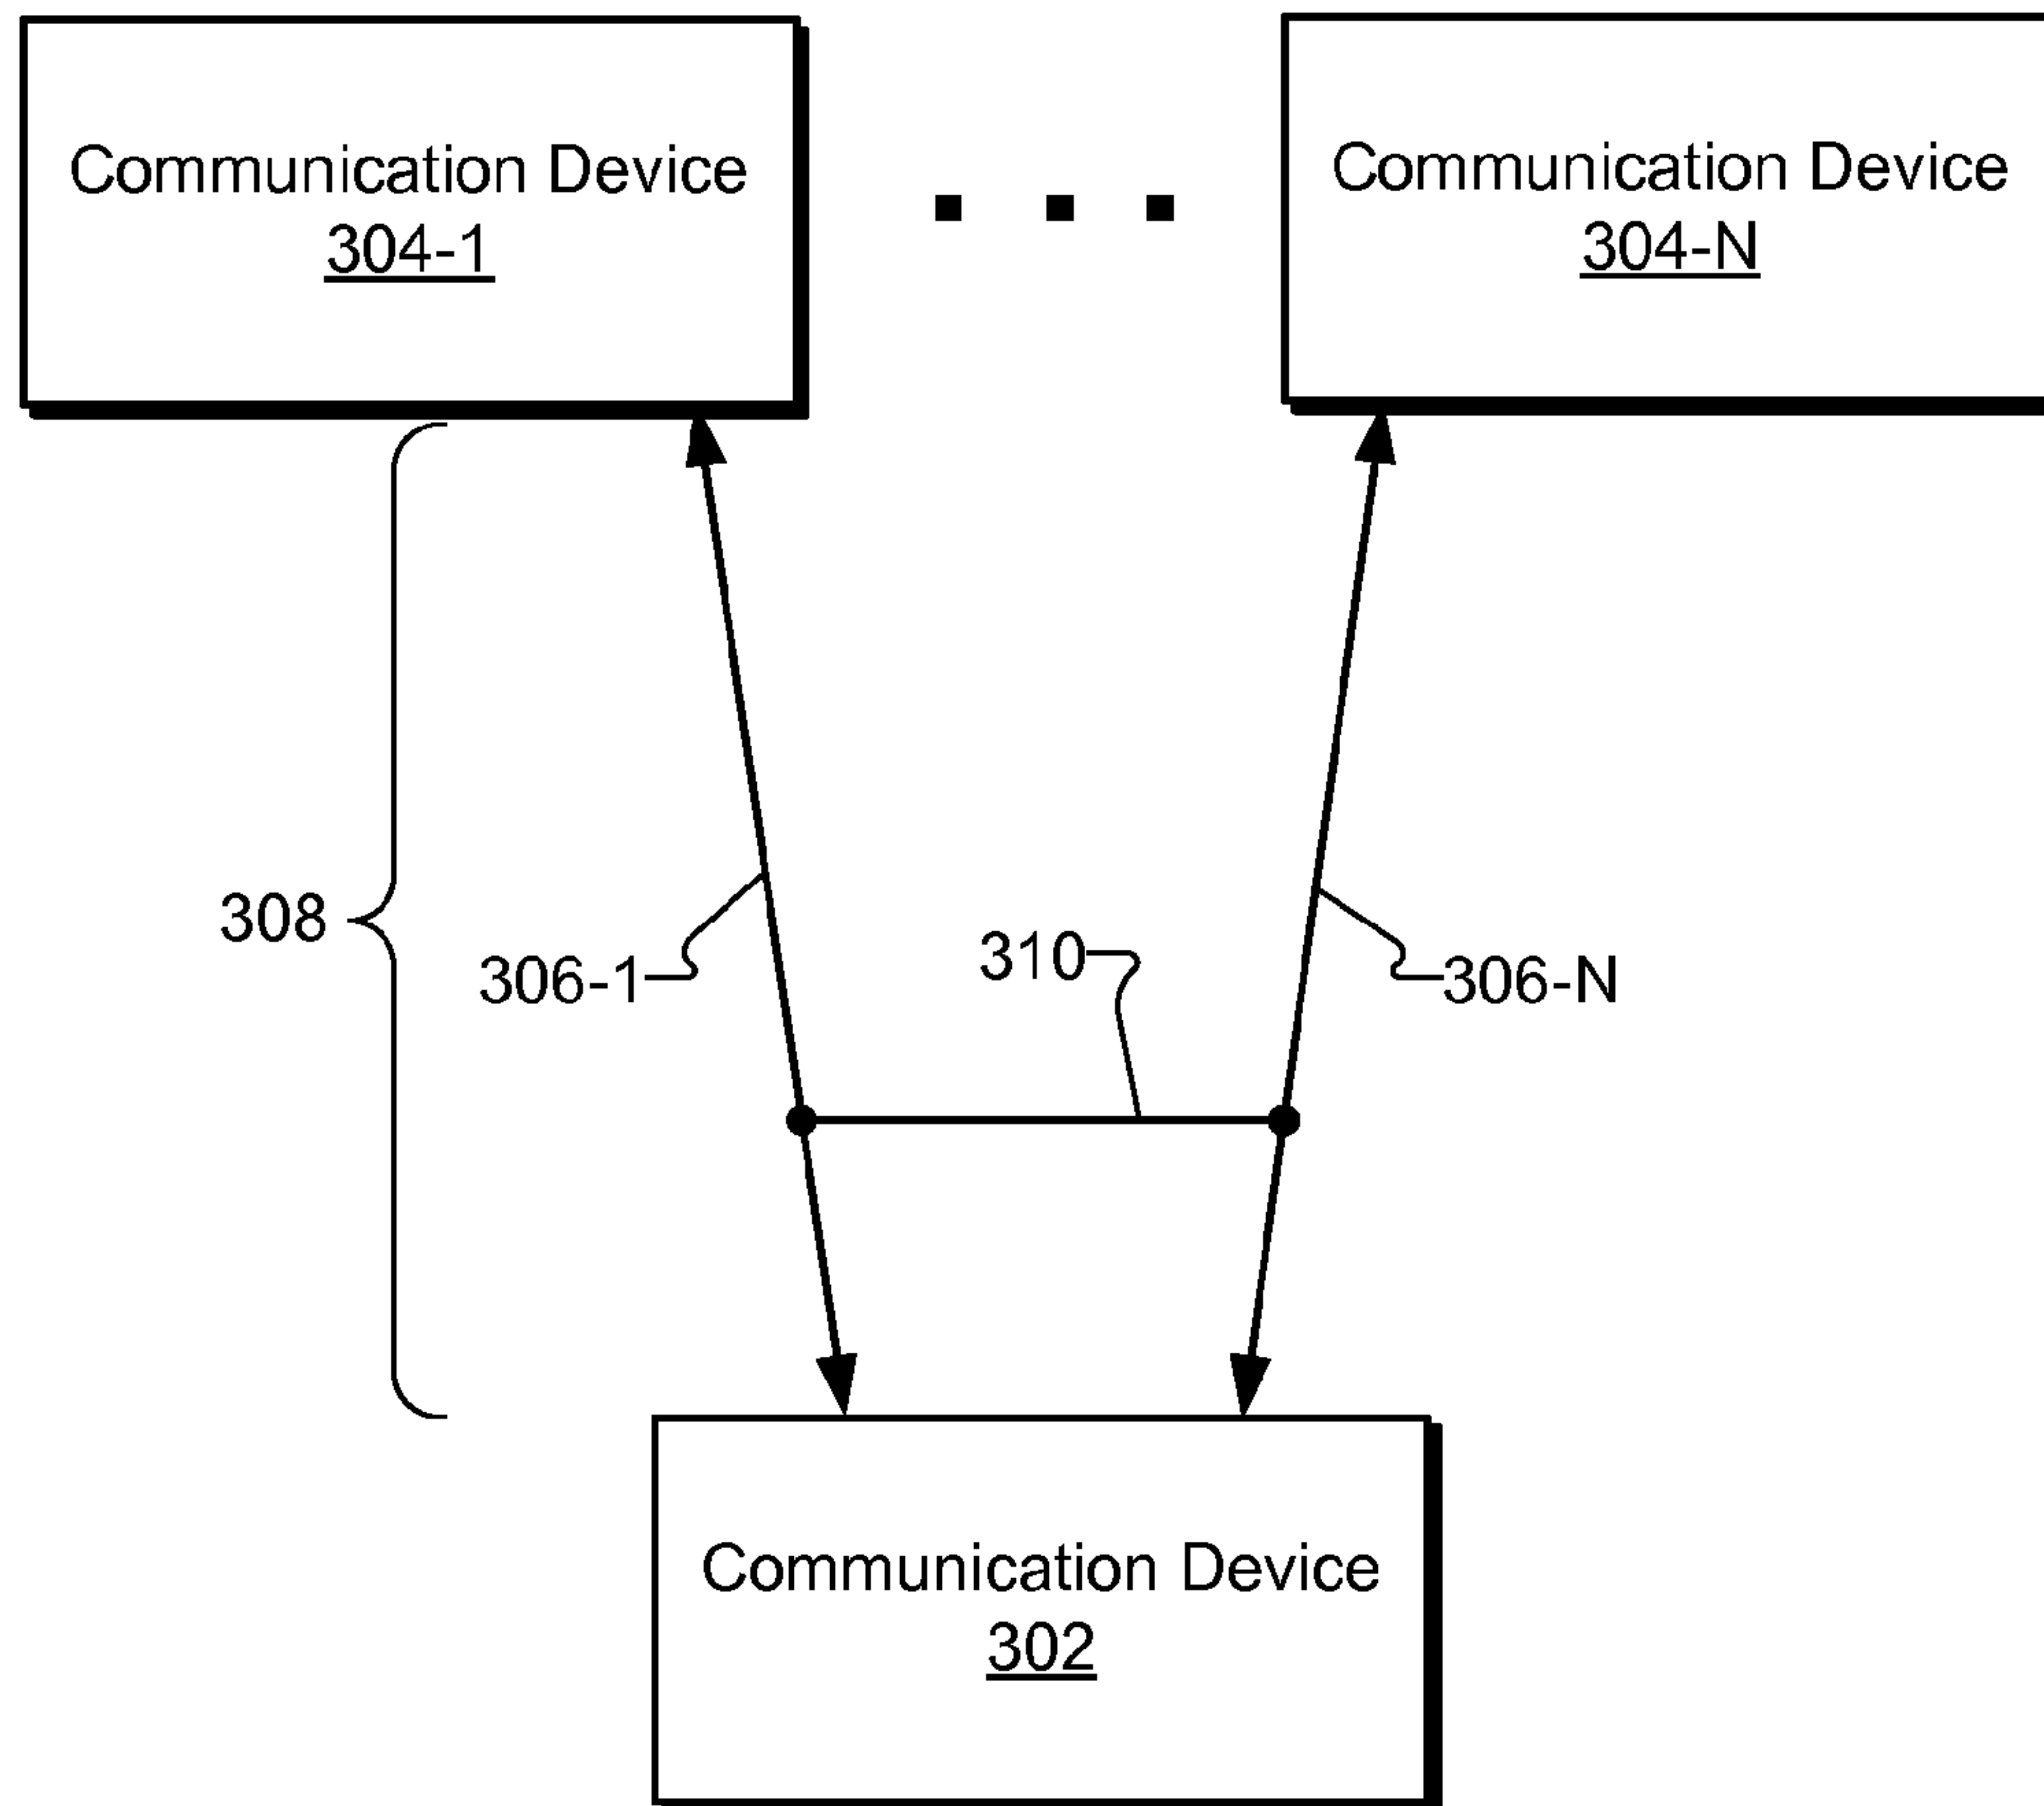 Communication Device
304-1
Communication Device
304-N
308
306-1
310
306-N
Communication Device
302